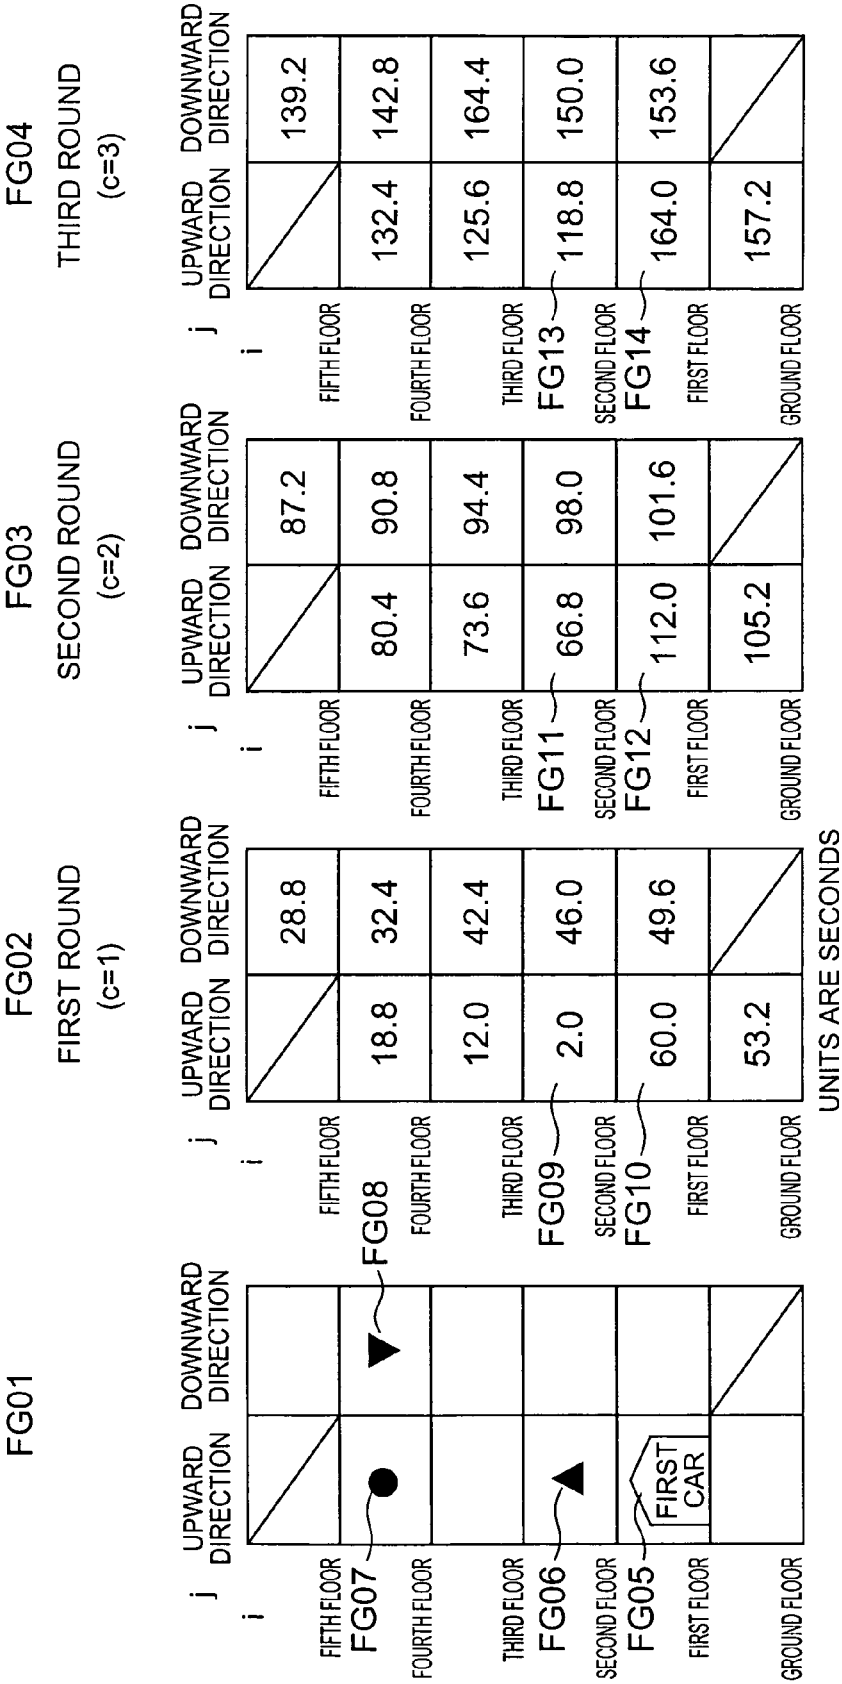 FG01
UPWARD DIRECTION
DOWNWARD DIRECTION
j
i
FIFTH FLOOR
FG07
FG08
FOURTH FLOOR
THIRD FLOOR
FG06
SECOND FLOOR
FG05
FIRST CAR
FIRST FLOOR
GROUND FLOOR
FG02
FIRST ROUND
(c=1)
UPWARD DIRECTION
DOWNWARD DIRECTION
j
i
28.8
FIFTH FLOOR
18.8 32.4
FOURTH FLOOR
12.0 42.4
THIRD FLOOR
FG09 2.0 46.0
SECOND FLOOR
FG10 60.0 49.6
FIRST FLOOR
53.2
GROUND FLOOR
UNITS ARE SECONDS
FG03
SECOND ROUND
(c=2)
UPWARD DIRECTION
DOWNWARD DIRECTION
j
i
87.2
FIFTH FLOOR
80.4 90.8
FOURTH FLOOR
73.6 94.4
THIRD FLOOR
FG11 66.8 98.0
SECOND FLOOR
FG12 112.0 101.6
FIRST FLOOR
105.2
GROUND FLOOR
FG04
THIRD ROUND
(c=3)
UPWARD DIRECTION
DOWNWARD DIRECTION
j
i
139.2
FIFTH FLOOR
132.4 142.8
FOURTH FLOOR
125.6 164.4
THIRD FLOOR
FG13 118.8 150.0
SECOND FLOOR
FG14 164.0 153.6
FIRST FLOOR
157.2
GROUND FLOOR